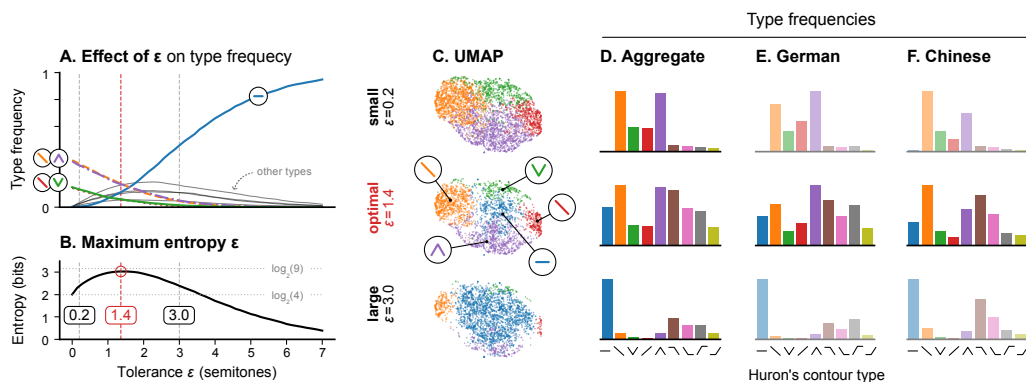 Type frequencies
A. Effect of ε on type frequecy
C. UMAP
D. Aggregate
E. German
F. Chinese
1
Type frequency
0
other types
small
ε=0.2
optimal
ε=1.4
large
ε=3.0
B. Maximum entropy ε
Entropy (bits)
3
2
log₂(9)
log₂(4)
0.2
1.4
3.0
0 1 2 3 4 5 6 7
Tolerance ε (semitones)
Huron's contour type